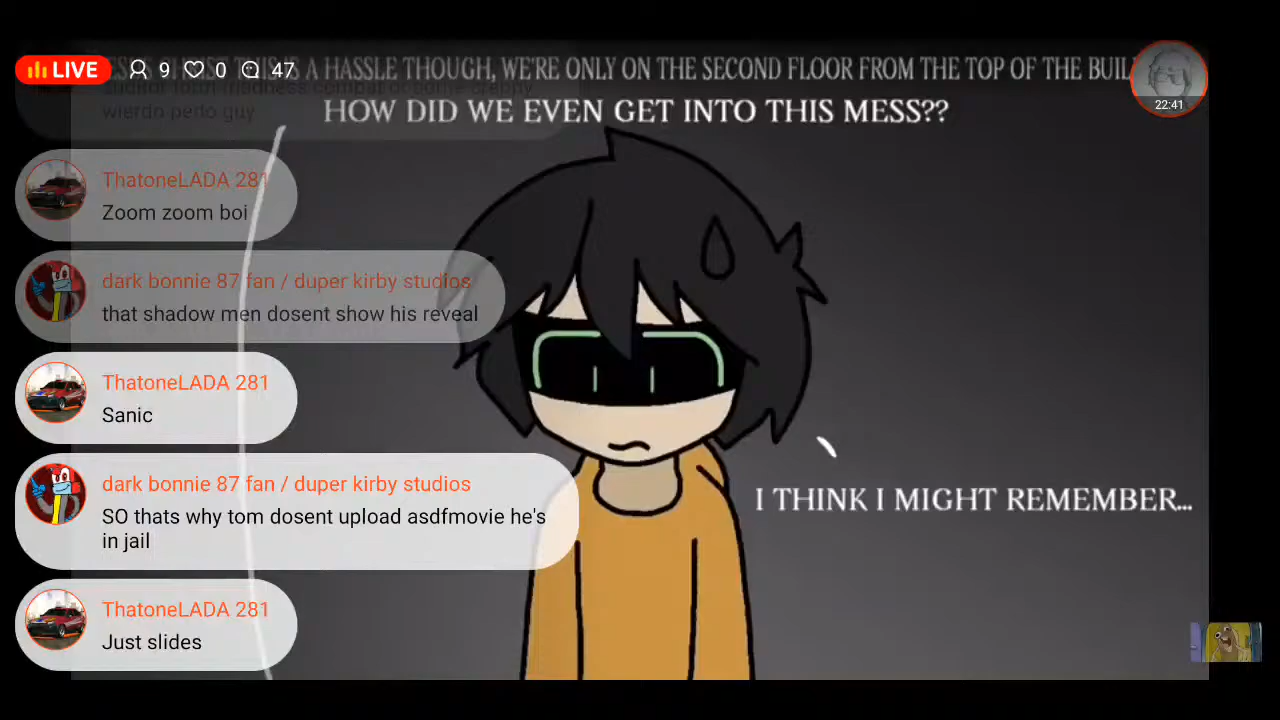 LIVE 9 0 47
A HASSLE THOUGH, WE'RE ONLY ON THE SECOND FLOOR FROM THE TOP OF THE BUIL
22:41
wierdo pedo guy
HOW DID WE EVEN GET INTO THIS MESS??
ThatoneLADA 281
Zoom zoom boi
dark bonnie 87 fan / duper kirby studios
that shadow men dosent show his reveal
ThatoneLADA 281
Sanic
dark bonnie 87 fan / duper kirby studios
SO thats why tom dosent upload asdfmovie he's
in jail
I THINK I MIGHT REMEMBER...
ThatoneLADA 281
Just slides